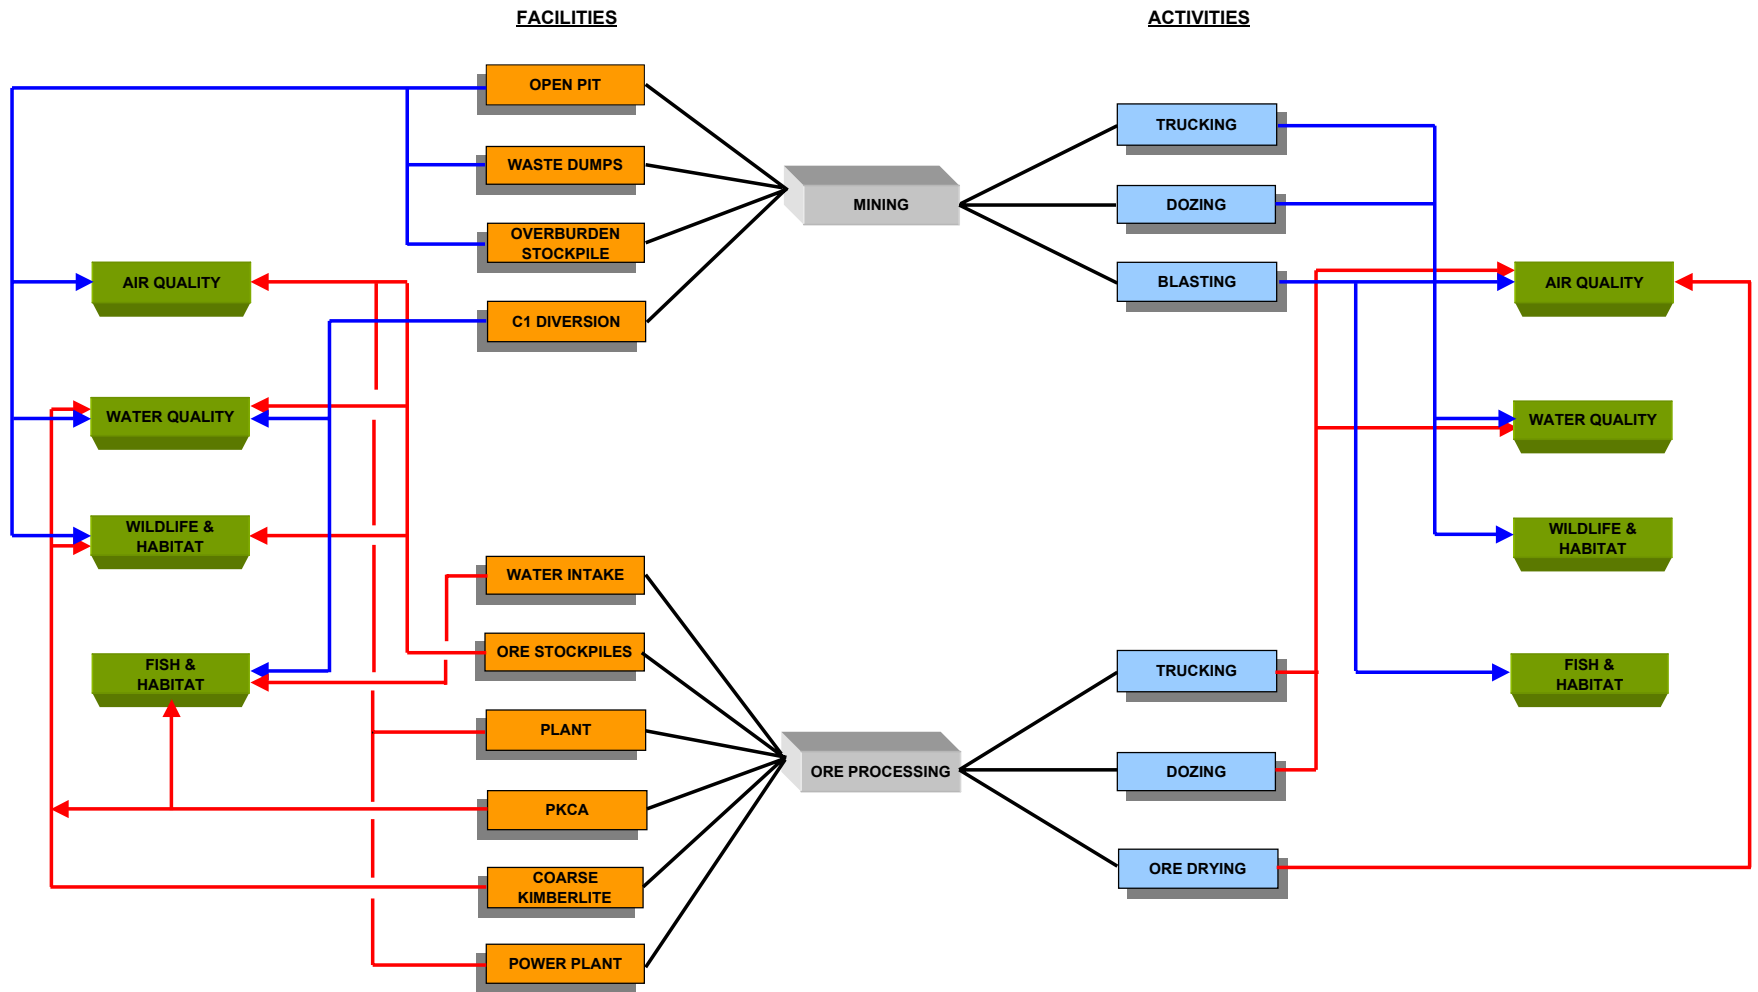 FACILITIES
ACTIVITIES
OPEN PIT
WASTE DUMPS
OVERBURDEN
STOCKPILE
C1 DIVERSION
MINING
TRUCKING
DOZING
BLASTING
AIR QUALITY
WATER QUALITY
WILDLIFE &
HABITAT
FISH &
HABITAT
AIR QUALITY
WATER QUALITY
WILDLIFE &
HABITAT
FISH &
HABITAT
WATER INTAKE
ORE STOCKPILES
PLANT
PKCA
COARSE
KIMBERLITE
POWER PLANT
ORE PROCESSING
TRUCKING
DOZING
ORE DRYING